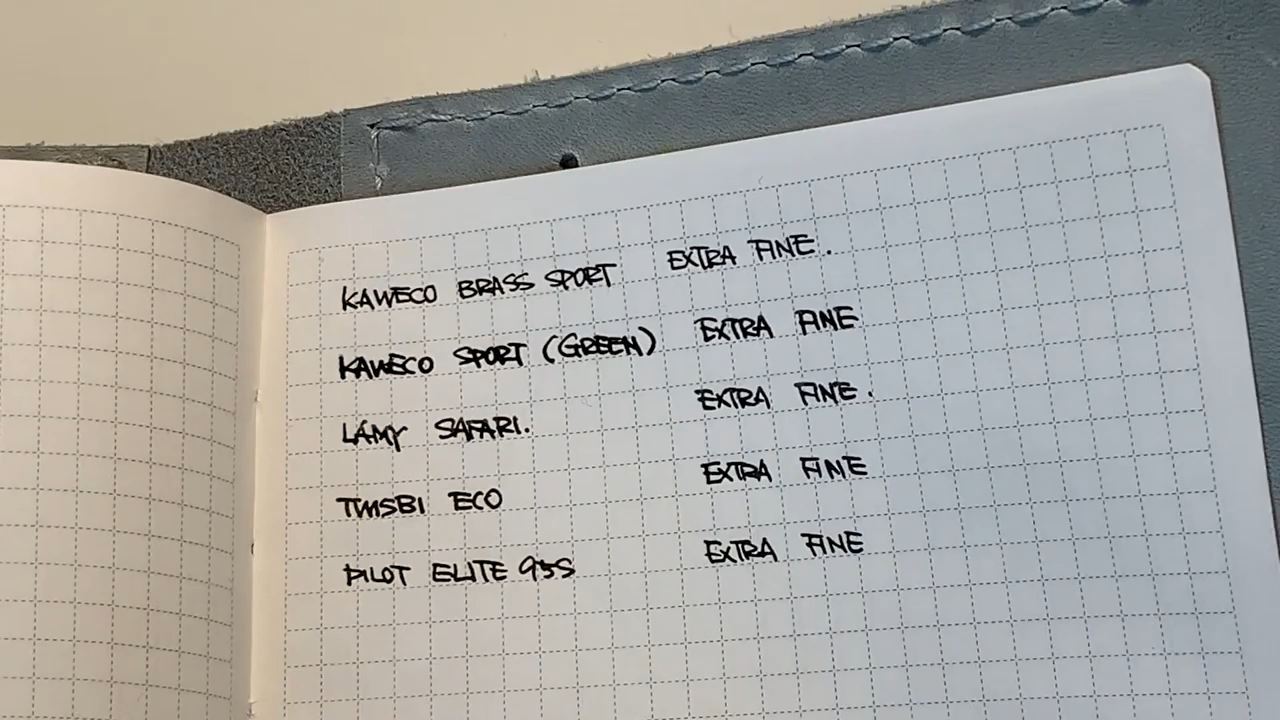 KAWECO BRASS SPORT EXTRA FINE.
KAWECO SPORT (GREEN) EXTRA FINE
LAMY SAFARI. EXTRA FINE.
TWSBI ECO EXTRA FINE
PILOT ELITE 95S EXTRA FINE